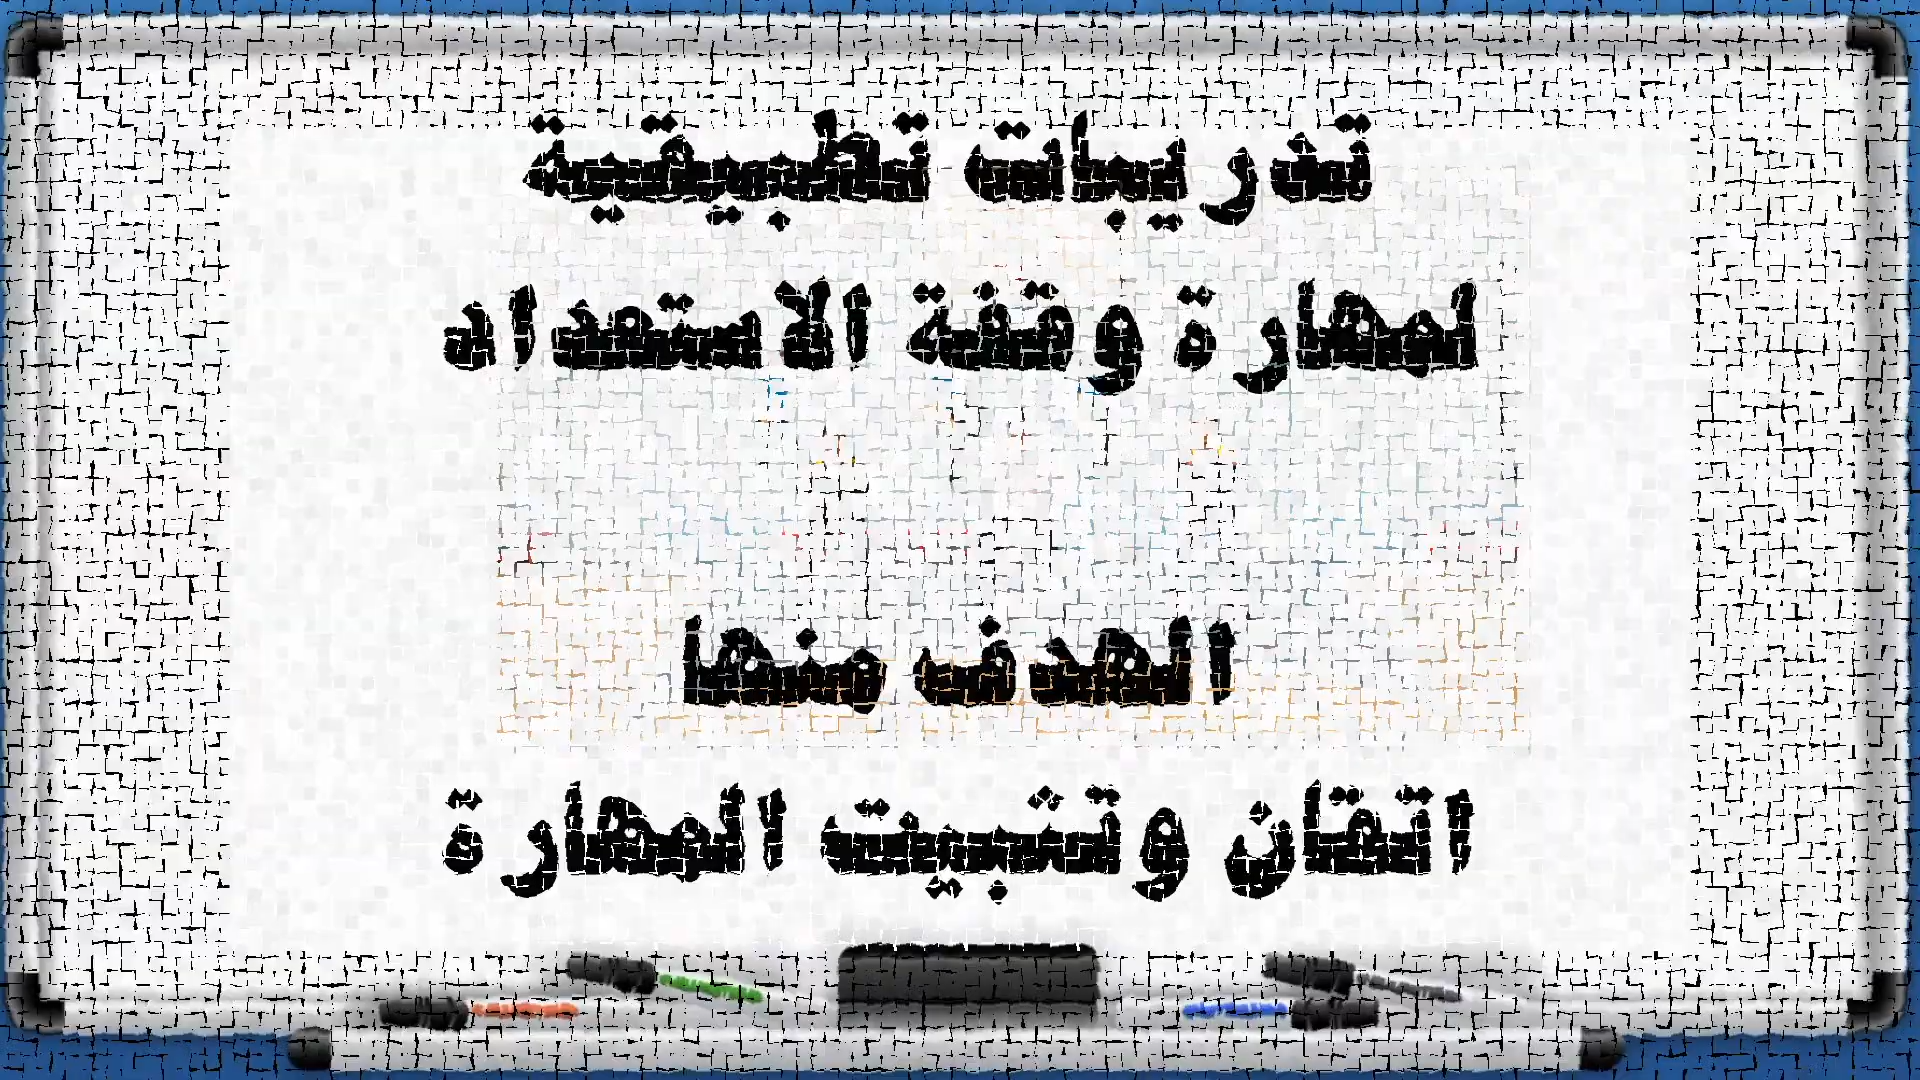 تدريبات تطبيقية
لمهارة وقفة الاستعداد
الهدف منها
اتقان وتثبيت المهارة